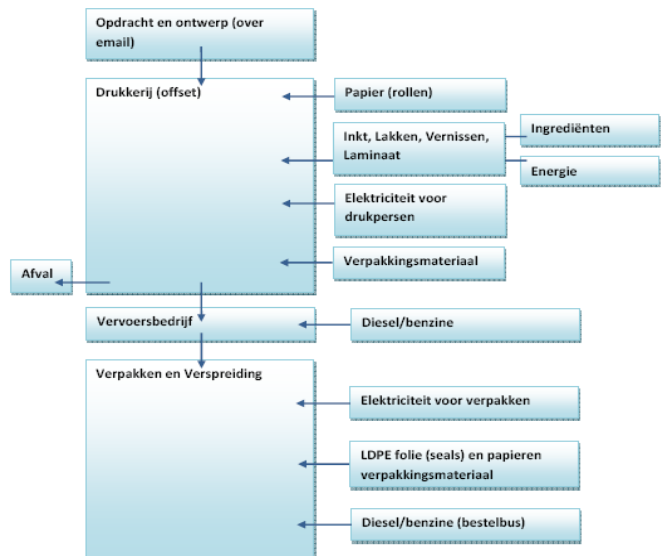 Opdracht en ontwerp (over
email)
Drukkerij (offset)
Papier (rollen)
Inkt, Lakken, Vernissen,
Laminaat
Ingrediënten
Energie
Elektriciteit voor
drukpersen
Verpakkingsmateriaal
Afval
Vervoersbedrijf
Diesel/benzine
Verpakken en Verspreiding
Elektriciteit voor verpakken
LDPE folie (seals) en papieren
verpakkingsmateriaal
Diesel/benzine (bestelbus)